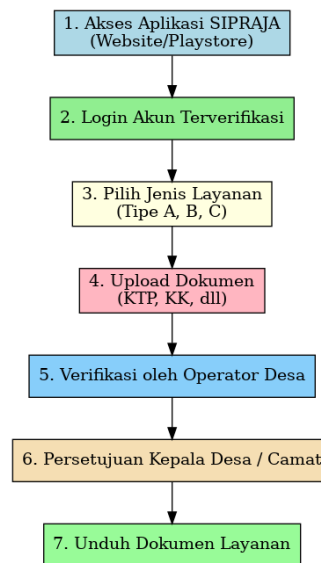 1. Akses Aplikasi SIPRAJA
(Website/Playstore)
2. Login Akun Terverifikasi
3. Pilih Jenis Layanan
(Tipe A, B, C)
4. Upload Dokumen
(KTP, KK, dll)
5. Verifikasi oleh Operator Desa
6. Persetujuan Kepala Desa / Camat
7. Unduh Dokumen Layanan